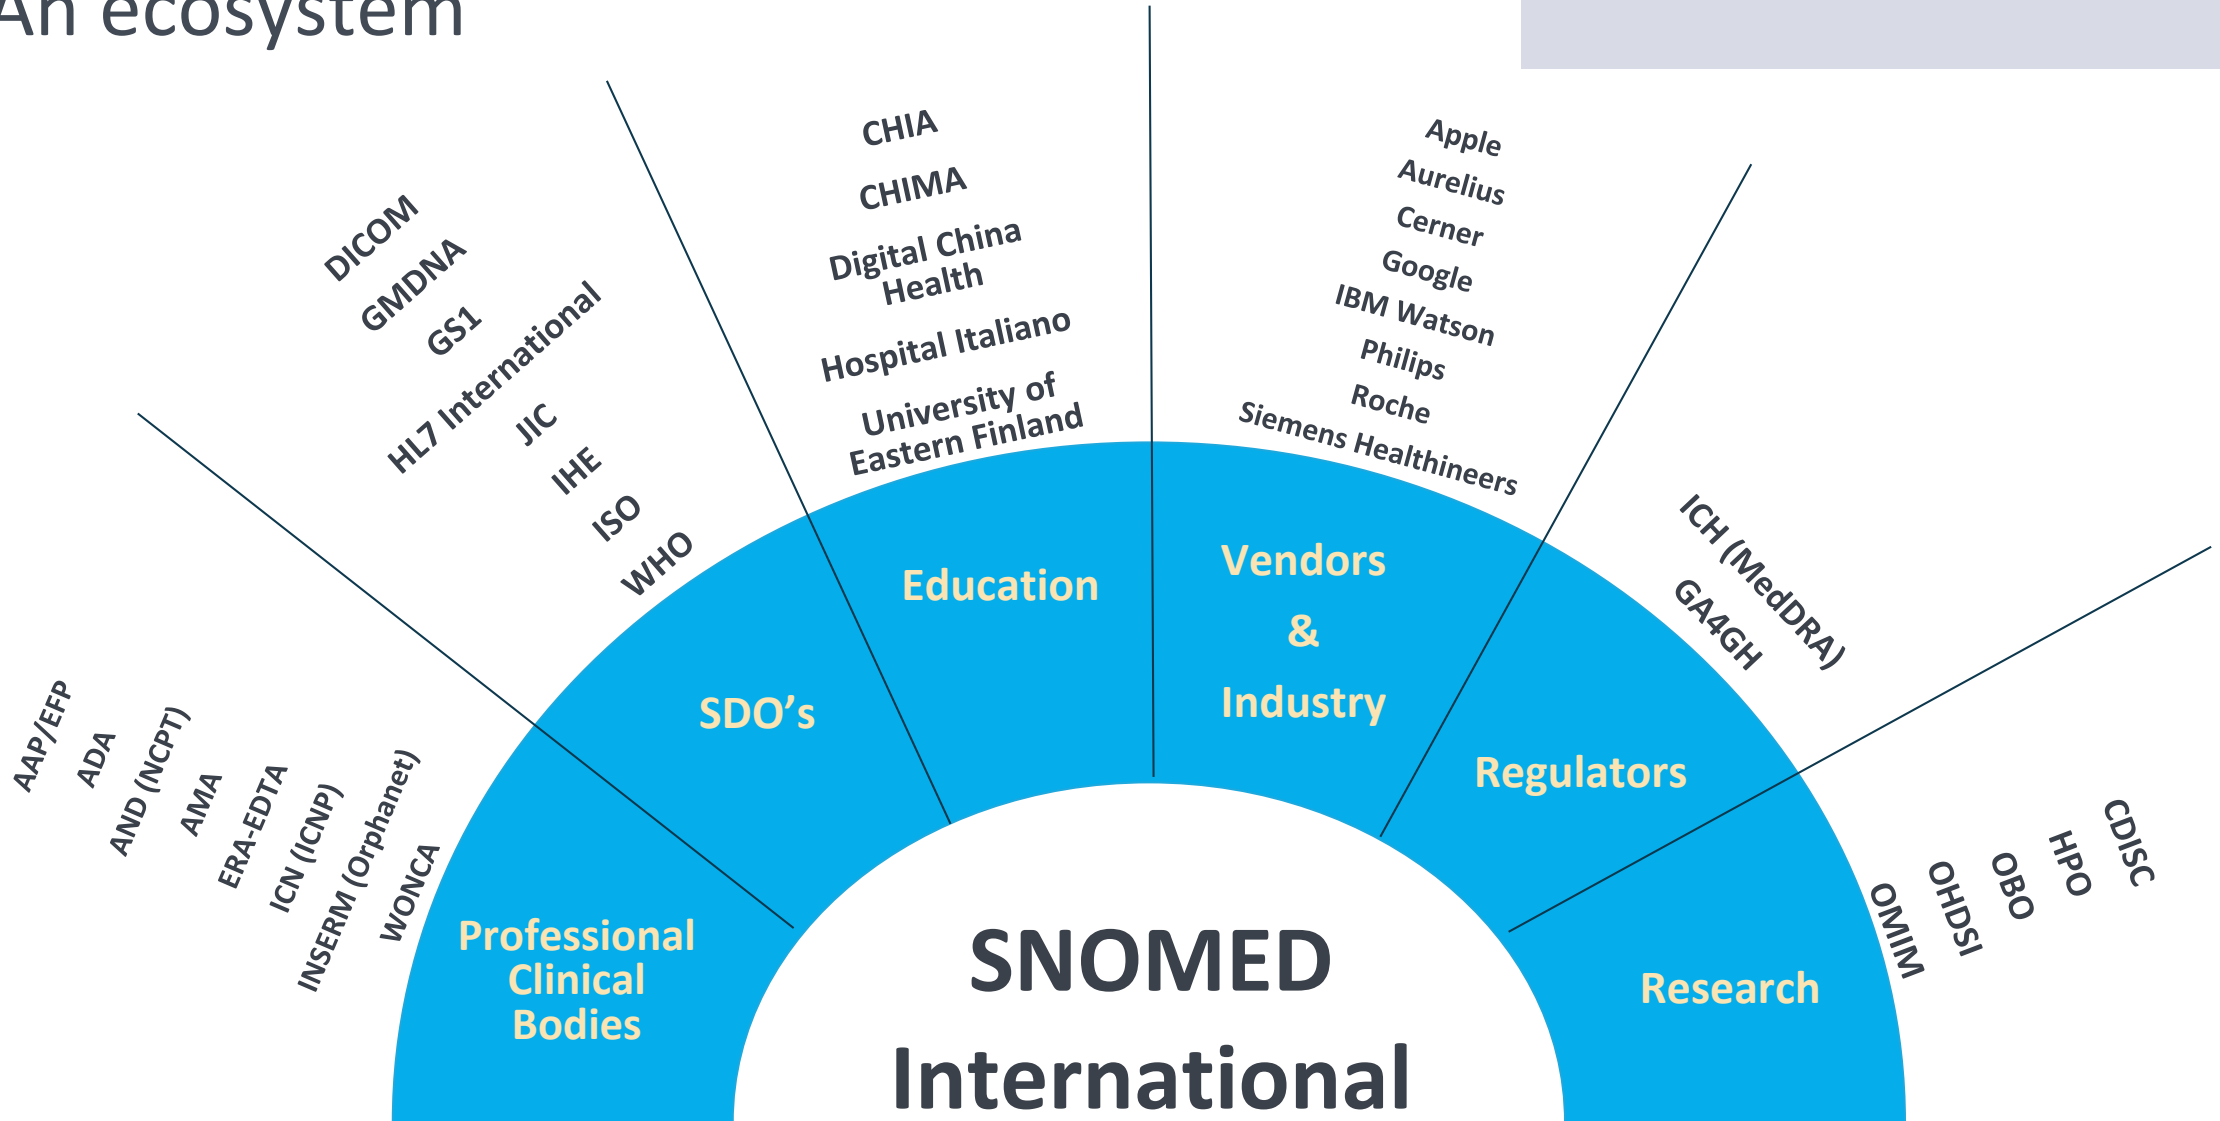 An ecosystem
AAP/EFP
ADA
AND (NCPT)
AMA
ERA-EDTA
ICN (ICNP)
INSERM (Orphanet)
WONCA
Professional
Clinical
Bodies
DICOM
GMDNA
GS1
HL7 International
JIC
IHE
ISO
WHO
SDO’s
CHIA
CHIMA
Digital China
Health
Hospital Italiano
University of
Eastern Finland
Education
Apple
Aurelius
Cerner
Google
IBM Watson
Philips
Roche
Siemens Healthineers
Vendors
&
Industry
ICH (MedDRA)
GA4GH
Regulators
CDISC
HPO
OBO
OHDSI
OMIM
Research
SNOMED
International